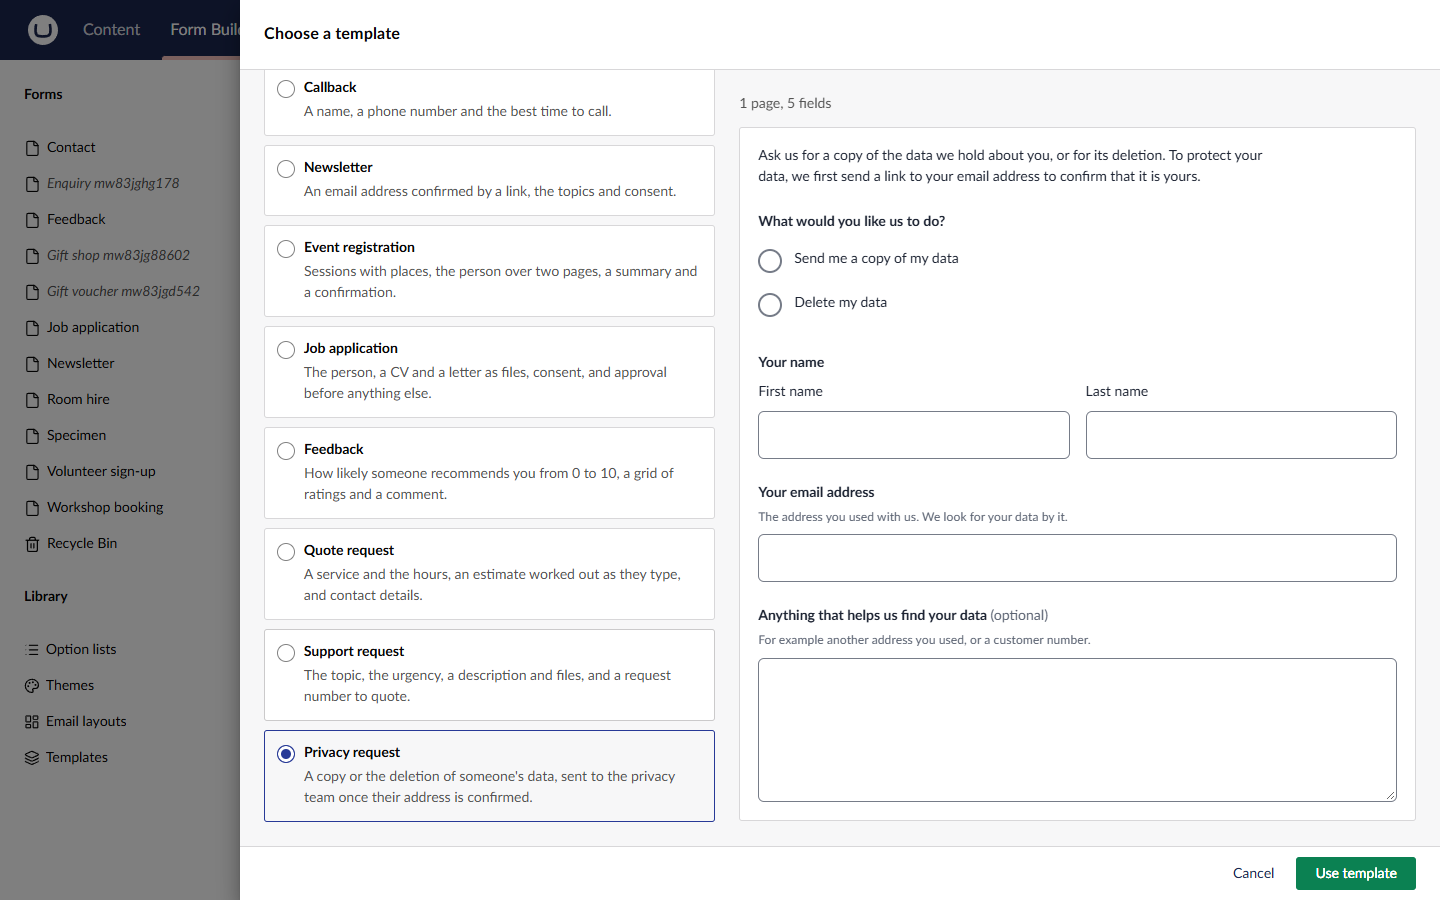 Content
Form Buil
Choose a template
Forms
Contact
Enquiry mw83jghg178
Feedback
Gift shop mw83jg88602
Gift voucher mw83jgd542
Job application
Newsletter
Room hire
Specimen
Volunteer sign-up
Workshop booking
Recycle Bin
Library
Option lists
Themes
Email layouts
Templates
Callback
A name, a phone number and the best time to call.
Newsletter
An email address confirmed by a link, the topics and consent.
Event registration
Sessions with places, the person over two pages, a summary and
a confirmation.
Job application
The person, a CV and a letter as files, consent, and approval
before anything else.
Feedback
How likely someone recommends you from 0 to 10, a grid of
ratings and a comment.
Quote request
A service and the hours, an estimate worked out as they type,
and contact details.
Support request
The topic, the urgency, a description and files, and a request
number to quote.
Privacy request
A copy or the deletion of someone's data, sent to the privacy
team once their address is confirmed.
1 page, 5 fields
Ask us for a copy of the data we hold about you, or for its deletion. To protect your
data, we first send a link to your email address to confirm that it is yours.
What would you like us to do?
Send me a copy of my data
Delete my data
Your name
First name
Last name
Your email address
The address you used with us. We look for your data by it.
Anything that helps us find your data (optional)
For example another address you used, or a customer number.
Cancel
Use template